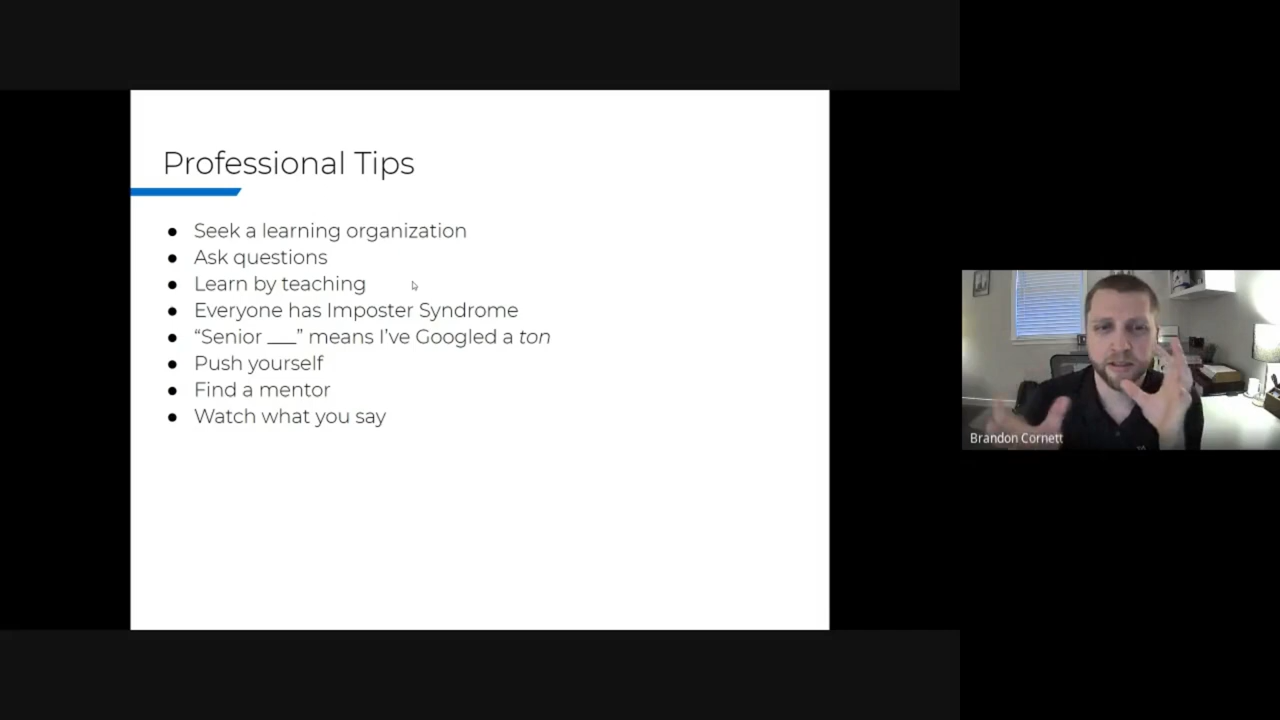 Professional Tips
● Seek a learning organization
● Ask questions
● Learn by teaching
● Everyone has Imposter Syndrome
● “Senior ___” means I’ve Googled a ton
● Push yourself
● Find a mentor
● Watch what you say
Brandon Cornett